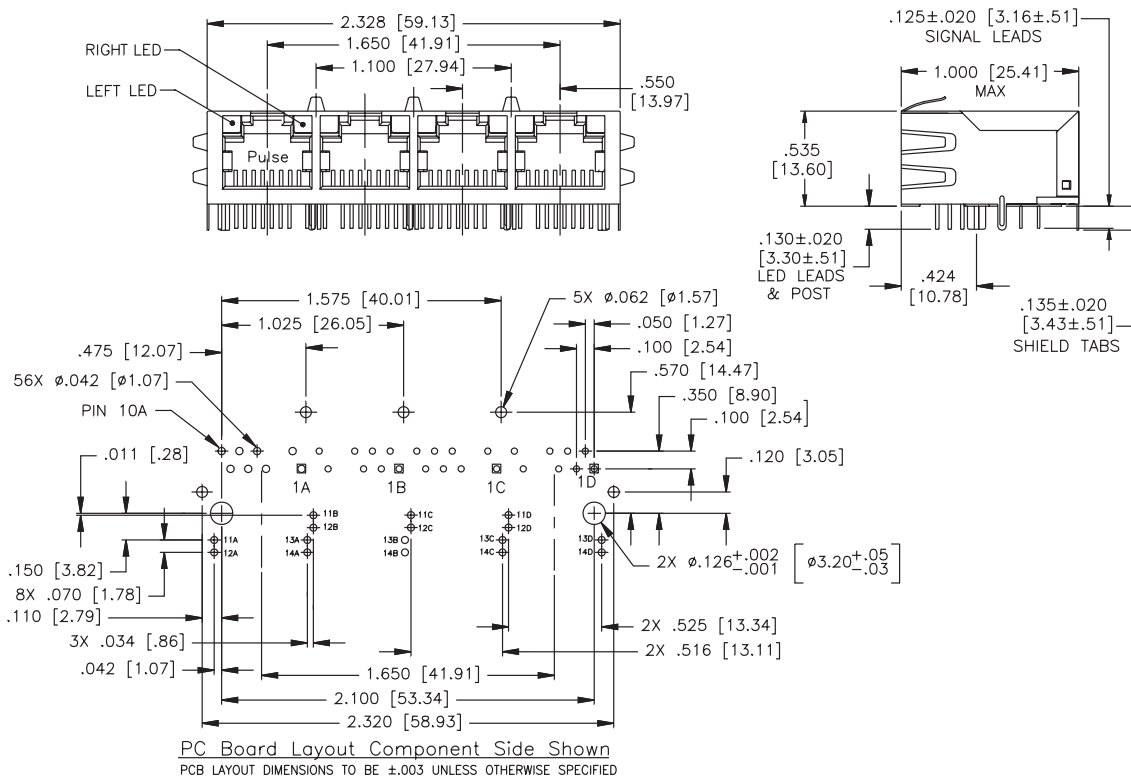 2.328 [59.13]
1.650 [41.91]
1.100 [27.94]
.550
[13.97]
RIGHT LED
LEFT LED
Pulse
.125±.020 [3.16±.51]
SIGNAL LEADS
1.000 [25.41]
MAX
.535
[13.60]
.130±.020
[3.30±.51]
LED LEADS
& POST
.424
[10.78]
.135±.020
[3.43±.51]
SHIELD TABS
1.575 [40.01]
1.025 [26.05]
.475 [12.07]
56X ø.042 [ø1.07]
PIN 10A
.011 [.28]
5X ø.062 [ø1.57]
.050 [1.27]
.100 [2.54]
.570 [14.47]
.350 [8.90]
.100 [2.54]
.120 [3.05]
1A
1B
1C
1D
11B
12B
11C
12C
11D
12D
11A
12A
13A
14A
13B
14B
13C
14C
13D
14D
.150 [3.82]
8X .070 [1.78]
.110 [2.79]
3X .034 [.86]
.042 [1.07]
2X ø.126 +.002 -.001 [ø3.20 +.05 -.03]
2X .525 [13.34]
2X .516 [13.11]
1.650 [41.91]
2.100 [53.34]
2.320 [58.93]
PC Board Layout Component Side Shown
PCB LAYOUT DIMENSIONS TO BE ±.003 UNLESS OTHERWISE SPECIFIED